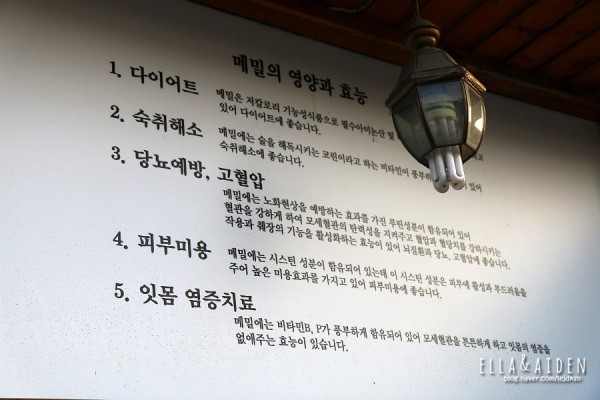 메밀의 영양과 효능
1. 다이어트
메밀은 저칼로리 기능성식품으로 필수아미노산 및
있어 다이어트에 좋습니다.
2. 숙취해소
메밀에는 술을 해독시키는 코린이라고 하는 비타민이 풍부 있어
숙취해소에 좋습니다.
3. 당뇨예방, 고혈압
메밀에는 노화현상을 예방하는 효과를 가진 루틴성분이 함유되어 있어
혈관을 강하게 하여 모세혈관의 탄력성을 지켜주고 혈압과 혈당치를 강하시키는
작용과 췌장의 기능을 활성화하는 효능이 있어 뇌질환과 당뇨, 고혈압에 좋습니다.
4. 피부미용
메밀에는 시스틴 성분이 함유되어 있는데 이 시스틴 성분은 피부에 활성과 부드러움을
주어 높은 미용효과를 가지고 있어 피부미용에 좋습니다.
5. 잇몸 염증치료
메밀에는 비타민B, P가 풍부하게 함유되어 있어 모세혈관을 튼튼하게 하고 잇몸의 염증을
없애주는 효능이 있습니다.
ELLA&AIDEN